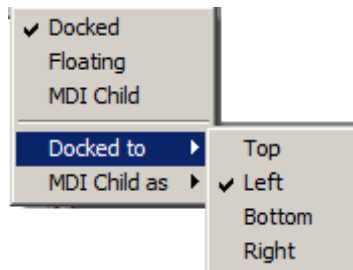 Docked
Floating
MDI Child
Docked to
MDI Child as
Top
Left
Bottom
Right